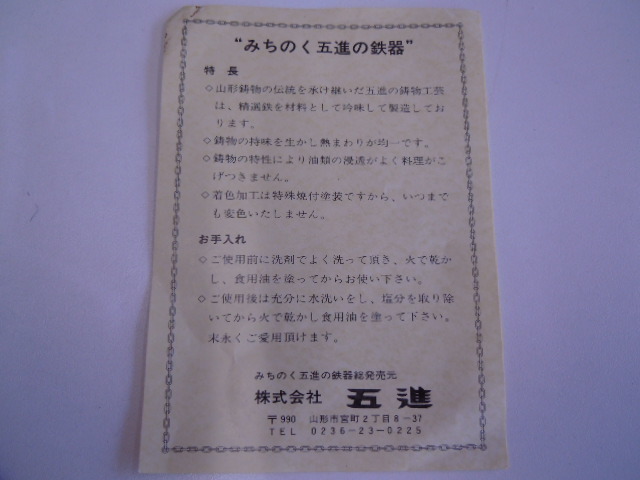 “みちのく五進の鉄器”
特長
◇山形鋳物の伝統を承け継いだ五進の鋳物工芸
は、精選鉄を材料として吟味して製造してお
ります。
◇鋳物の特味を生かし熱まわりが均一です。
◇鋳物の特性により油類の浸透がよく料理がこ
げつきません。
◇着色加工は特殊焼付塗装ですから、いつまで
も変色いたしません。
お手入れ
◇ご使用前に洗剤でよく洗って頂き、火で乾か
し、食用油を塗ってからお使い下さい。
◇ご使用後は充分に水洗いをし、塩分を取り除
いてから火で乾かし食用油を塗って下さい。
末永くご愛用頂けます。
みちのく五進の鉄器総発売元
株式会社 五進
〒990 山形市宮町2丁目8-37
TEL 0236-23-0225